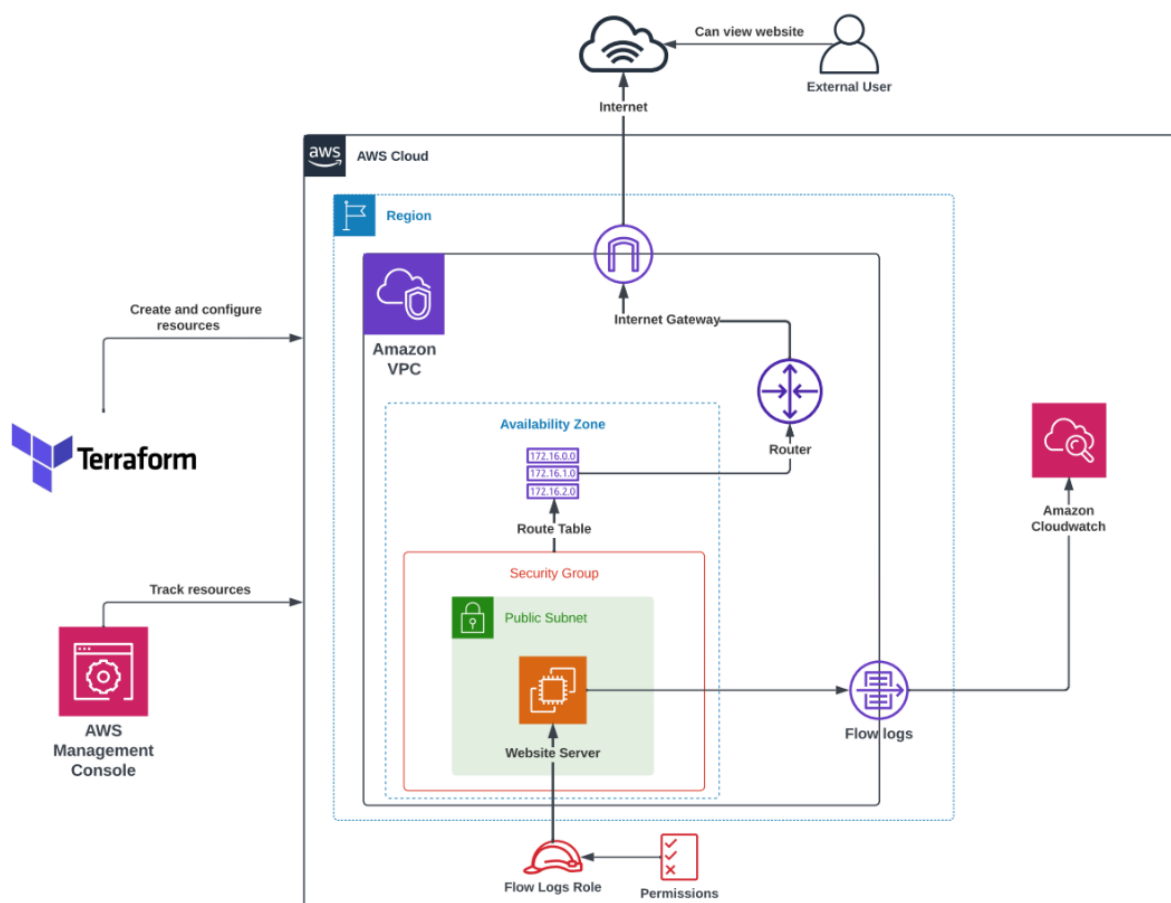 Can view website
External User
Internet
aws
AWS Cloud
Region
Create and configure
resources
Internet Gateway
Amazon
VPC
Availability Zone
172.16.0.0
172.16.1.0
172.16.2.0
Router
Terraform
Route Table
Amazon
Cloudwatch
Security Group
Track resources
Public Subnet
AWS
Management
Console
Website Server
Flow logs
Flow Logs Role
Permissions